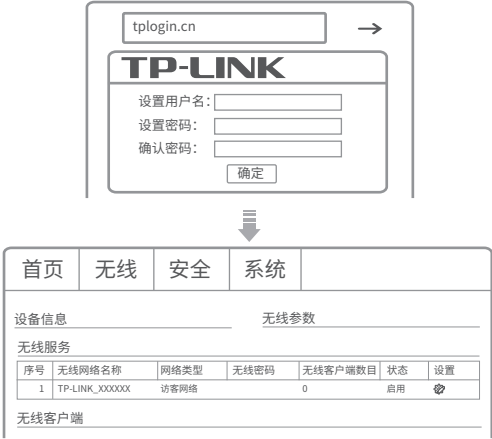 tplogin.cn
TP-LINK
设置用户名：
设置密码：
确认密码：
确定
首页 无线 安全 系统
设备信息 无线参数
无线服务
序号 无线网络名称 网络类型 无线密码 无线客户端数目 状态 设置
1 TP-LINK_XXXXXX 访客网络 0 启用
无线客户端